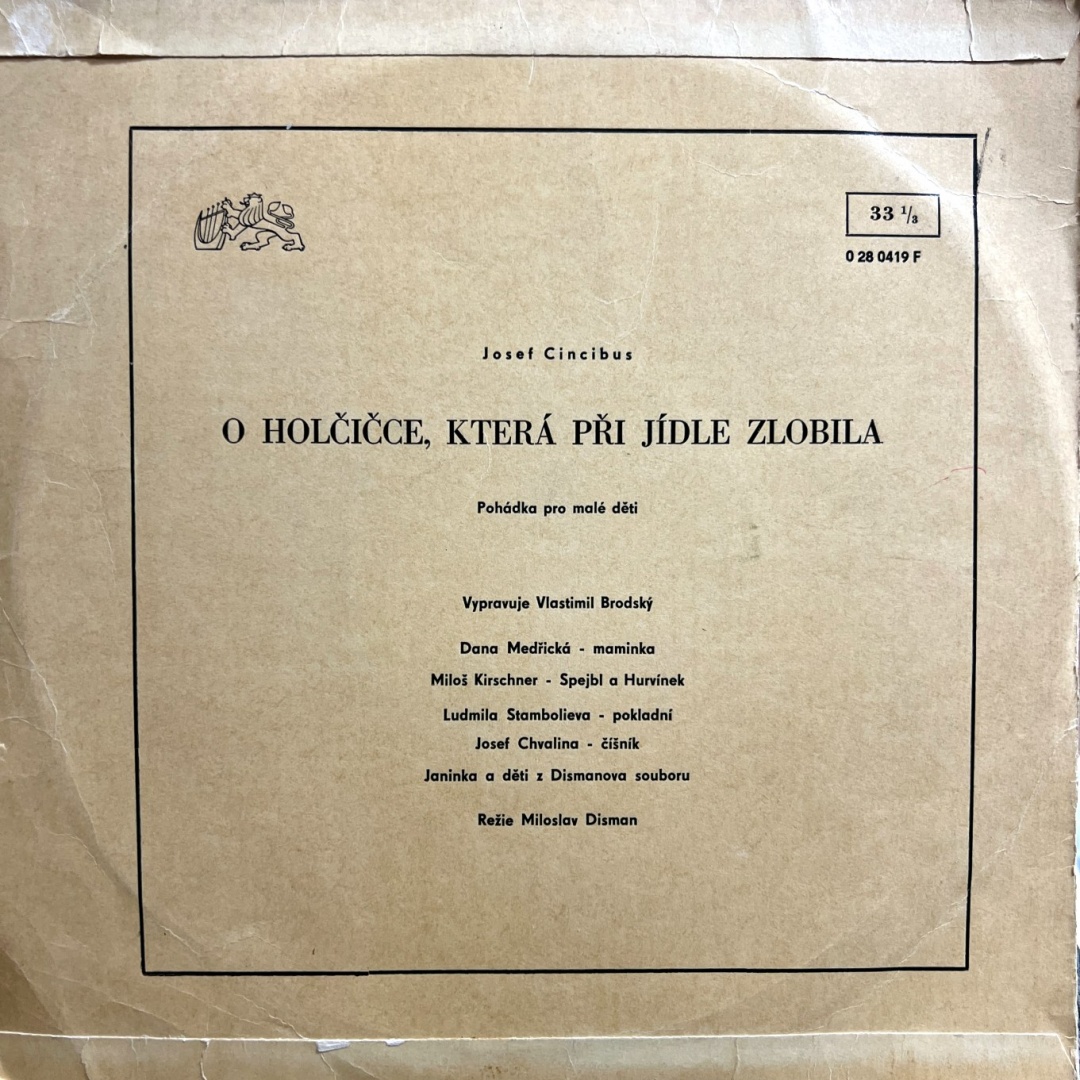 33 1/3
0 28 0419 F
Josef Cincibus
O HOLČIČCE, KTERÁ PŘI JÍDLE ZLOBILA
Pohádka pro malé děti
Vypravuje Vlastimil Brodský
Dana Medřická - maminka
Miloš Kirschner - Spejbl a Hurvínek
Ludmila Stambolieva - pokladní
Josef Chvalina - číšník
Janinka a děti z Dismanova souboru
Režie Miloslav Disman